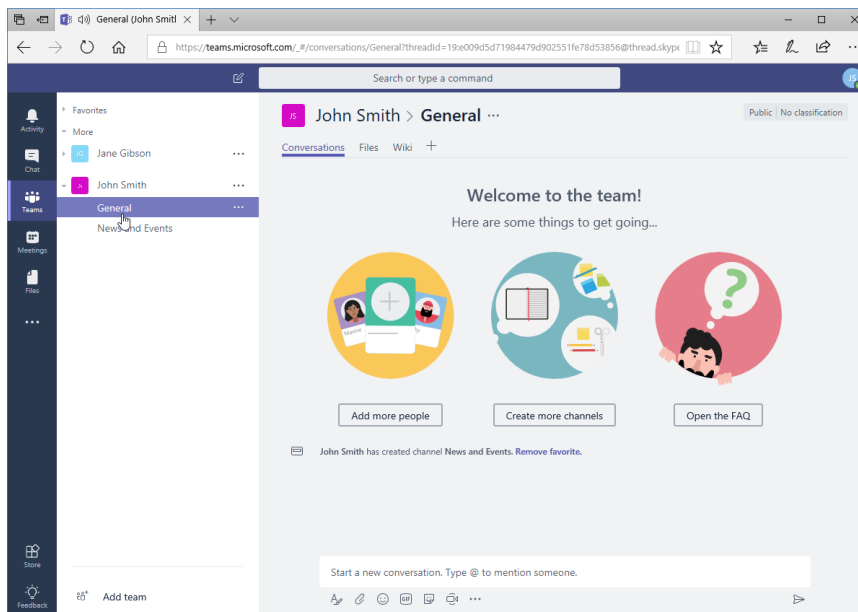 General (John Smitl
https://teams.microsoft.com/_#/conversations/General?threadId=19:e009d5d71984479d902551fe78d53856@thread.skype
Search or type a command
JS
Activity
Chat
Teams
Meetings
Files
Store
Feedback
Favorites
More
JG Jane Gibson
JS John Smith
General
News and Events
Add team
JS John Smith > General
Public | No classification
Conversations Files Wiki
Welcome to the team!
Here are some things to get going...
Maxine
Add more people
Create more channels
Open the FAQ
John Smith has created channel News and Events. Remove favorite.
Start a new conversation. Type @ to mention someone.
GIF